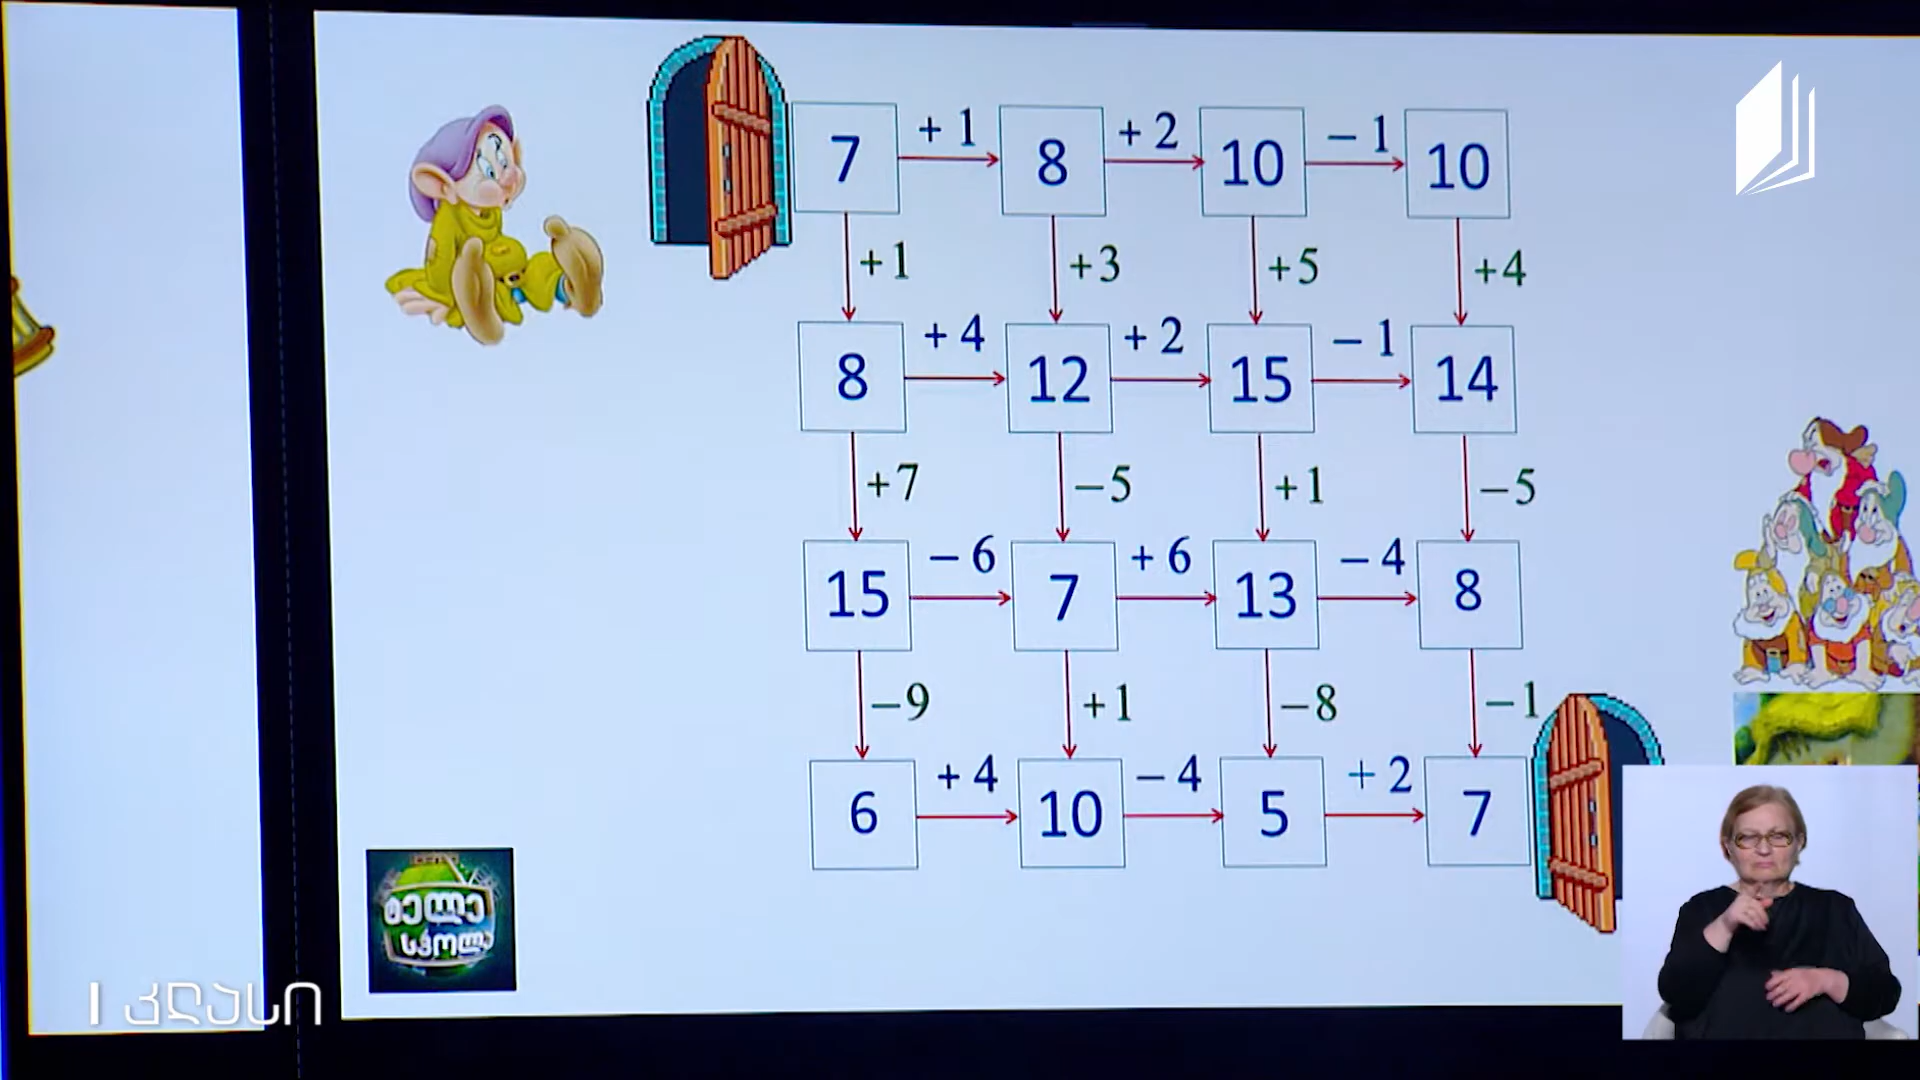 7 +1 8 +2 10 −1 10
+1 +3 +5 +4
8 +4 12 +2 15 −1 14
+7 −5 +1 −5
15 −6 7 +6 13 −4 8
−9 +1 −8 −1
6 +4 10 −4 5 +2 7
ტელე
სკოლა
I კლასი